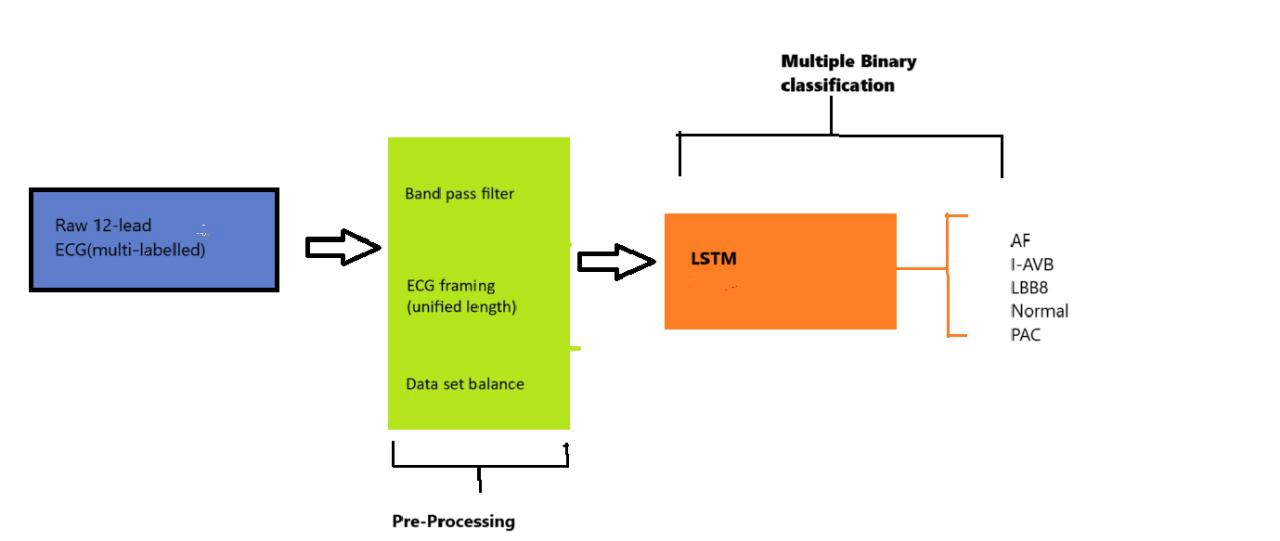 Multiple Binary
classification
Raw 12-lead
ECG(multi-labelled)
Band pass filter
ECG framing
(unified length)
Data set balance
Pre-Processing
LSTM
AF
I-AVB
LBB8
Normal
PAC